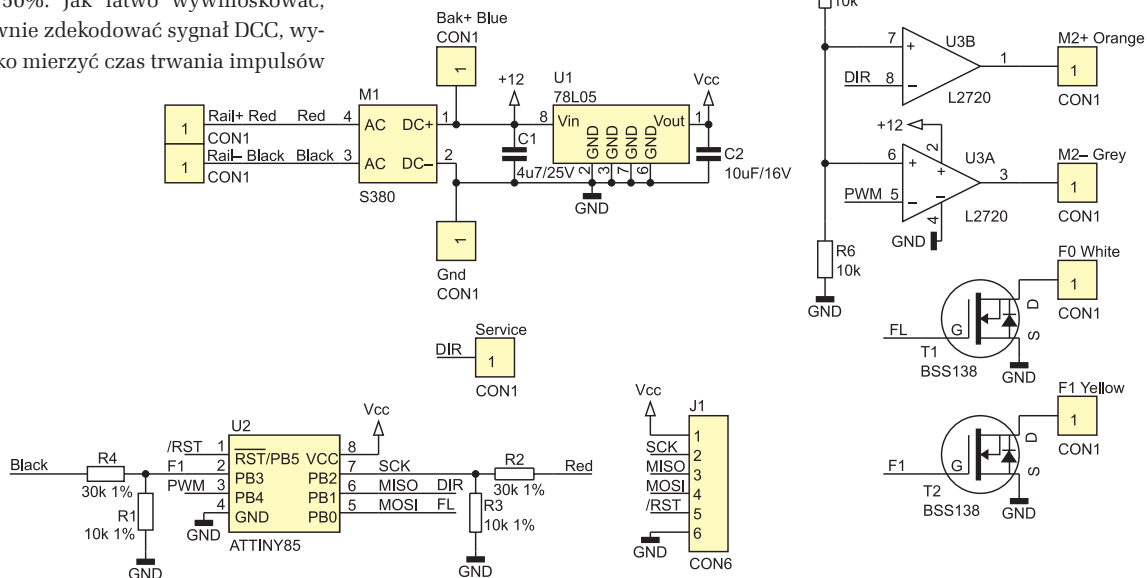 50%. Jak łatwo wywnioskować,
wnie zdekodować sygnał DCC, wy-
ko mierzyć czas trwania impulsów
Bak+ Blue
CON1
1
+12
U1
78L05
Vcc
M1
1
Rail+ Red
Red
4
AC
DC+
1
8
Vin
Vout
1
CON1
GND
GND
GND
GND
C1
1
Rail– Black
Black
3
AC
DC–
2
4u7/25V
2
3
7
6
C2
10uF/16V
CON1
S380
GND
1
Gnd
CON1
10k
7
+
U3B
1
M2+ Orange
1
DIR
8
–
L2720
CON1
+12
2
6
+
+
U3A
3
M2– Grey
1
PWM
5
–
–
4
L2720
CON1
GND
R6
10k
GND
F0 White
1
CON1
D
FL
G
S
T1
BSS138
GND
F1 Yellow
1
CON1
D
F1
G
S
T2
BSS138
GND
Service
DIR
1
CON1
U2
Vcc
/RST
1
RST/PB5
VCC
8
Black
R4
F1
2
PB3
PB2
7
SCK
R2
Red
30k 1%
PWM
3
PB4
PB1
6
MISO
DIR
30k 1%
4
GND
PB0
5
MOSI
FL
R3
R1
10k 1%
GND
ATTINY85
10k 1%
GND
GND
Vcc
J1
1
SCK
2
MISO
3
MOSI
4
/RST
5
6
GND
CON6